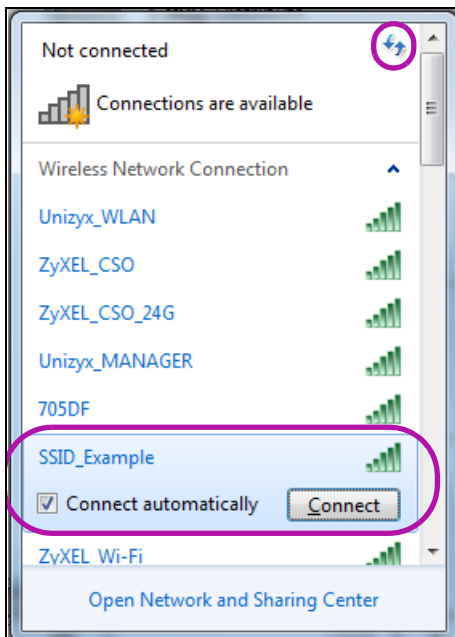 Not connected
Connections are available
Wireless Network Connection
Unizyx_WLAN
ZyXEL_CSO
ZyXEL_CSO_24G
Unizyx_MANAGER
705DF
SSID_Example
Connect automatically Connect
ZyXEL_Wi-Fi
Open Network and Sharing Center